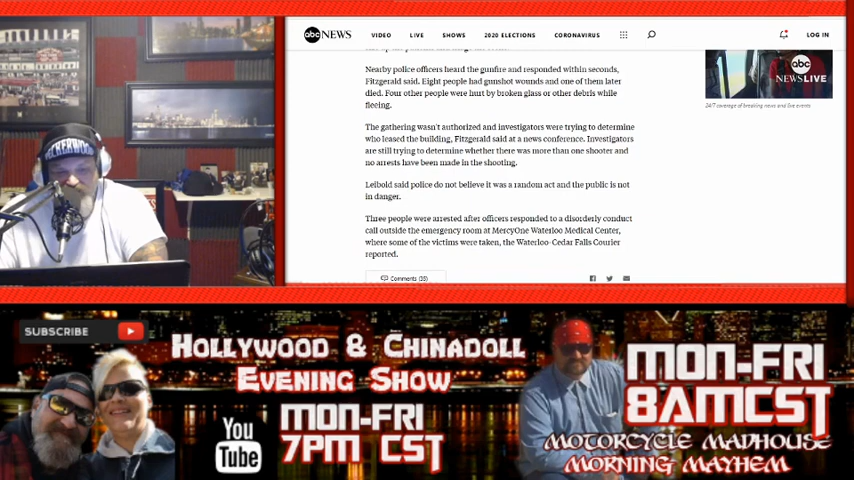 abc NEWS VIDEO LIVE SHOWS 2020 ELECTIONS CORONAVIRUS LOG IN
Nearby police officers heard the gunfire and responded within seconds,
Fitzgerald said. Eight people had gunshot wounds and one of them later
died. Four other people were hurt by broken glass or other debris while
fleeing.
The gathering wasn't authorized and investigators were trying to determine
who leased the building, Fitzgerald said at a news conference. Investigators
are still trying to determine whether there was more than one shooter and
no arrests have been made in the shooting.
Leibold said police do not believe it was a random act and the public is not
in danger.
Three people were arrested after officers responded to a disorderly conduct
call outside the emergency room at MercyOne Waterloo Medical Center,
where some of the victims were taken, the Waterloo-Cedar Falls Courier
reported.
Comments (35)
abc
NEWS LIVE
24/7 coverage of breaking news and live events
SUBSCRIBE
HOLLYWOOD & CHINADOLL
EVENING SHOW
You
Tube
MON-FRI
7PM CST
MON-FRI
8AMCST
MOTORCYCLE MADHOUSE
MORNING MAYHEM